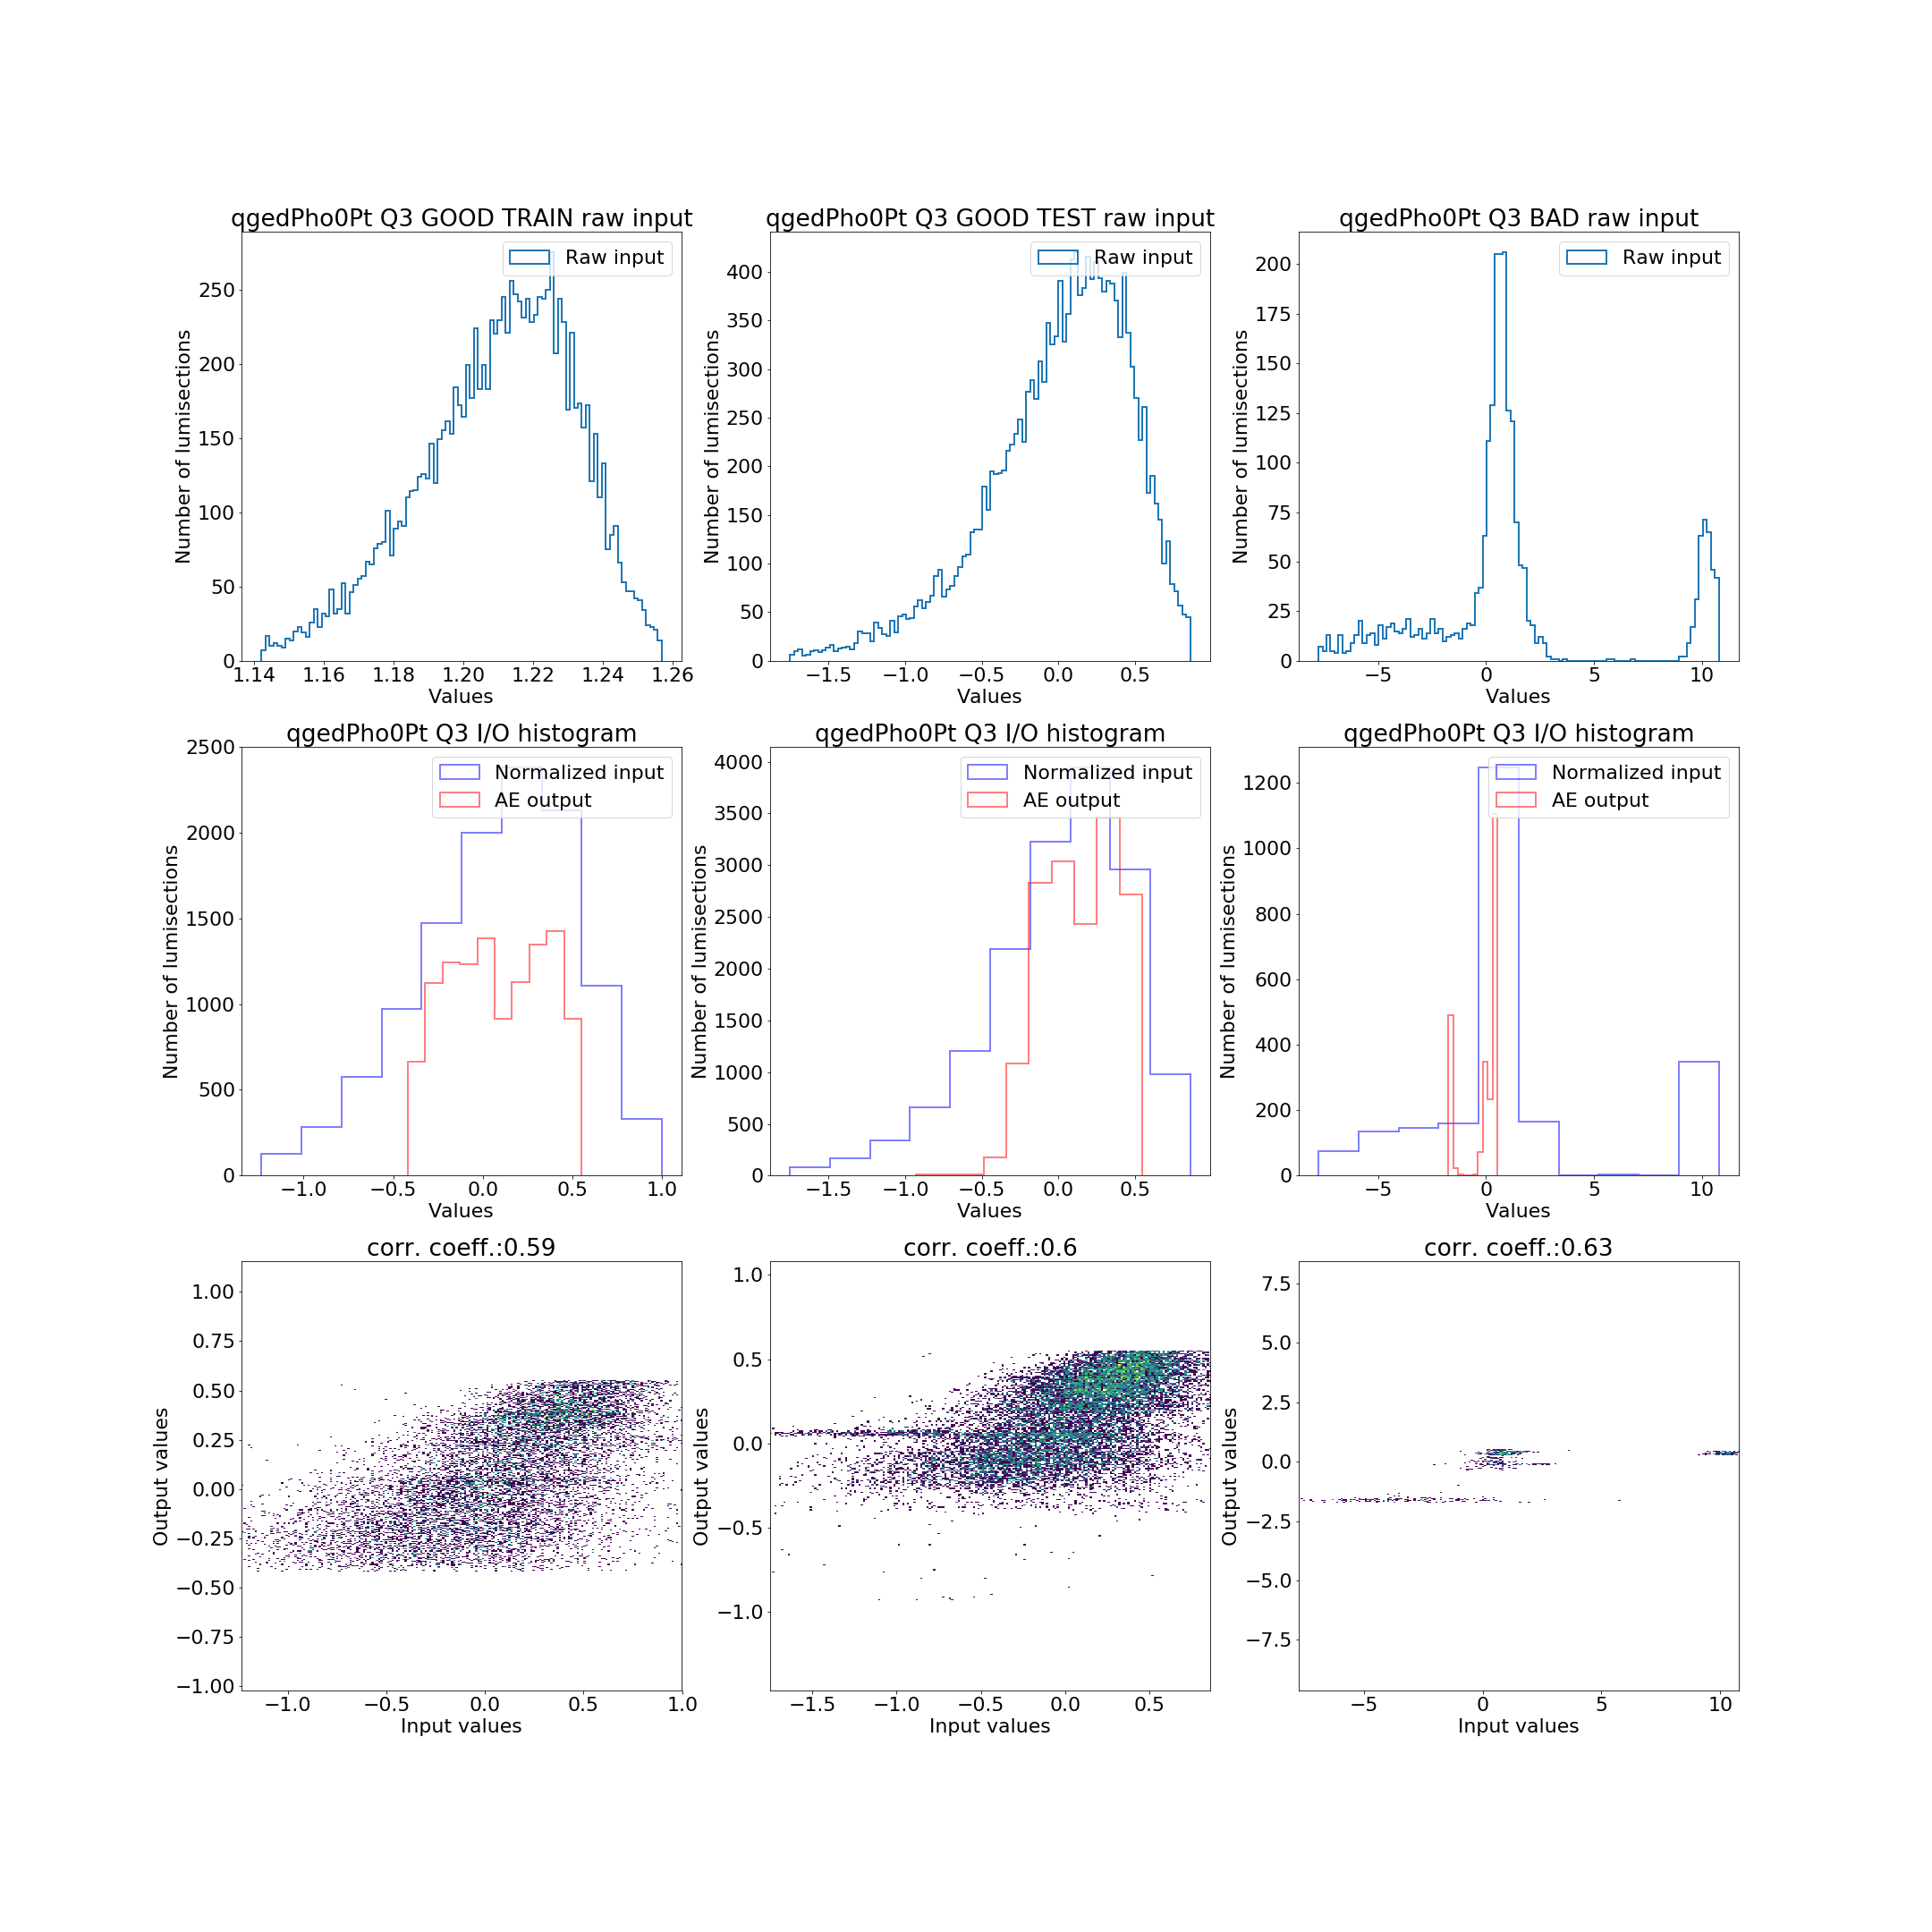 qgedPho0Pt Q3 GOOD TRAIN raw input
Raw input
Number of lumisections
250
200
150
100
50
0
1.14 1.16 1.18 1.20 1.22 1.24 1.26
Values
qgedPho0Pt Q3 GOOD TEST raw input
Raw input
Number of lumisections
400
350
300
250
200
150
100
50
0
−1.5 −1.0 −0.5 0.0 0.5
Values
qgedPho0Pt Q3 BAD raw input
Raw input
Number of lumisections
200
175
150
125
100
75
50
25
0
−5 0 5 10
Values
qgedPho0Pt Q3 I/O histogram
Normalized input
AE output
Number of lumisections
2500
2000
1500
1000
500
0
−1.0 −0.5 0.0 0.5 1.0
Values
qgedPho0Pt Q3 I/O histogram
Normalized input
AE output
Number of lumisections
4000
3500
3000
2500
2000
1500
1000
500
0
−1.5 −1.0 −0.5 0.0 0.5
Values
qgedPho0Pt Q3 I/O histogram
Normalized input
AE output
Number of lumisections
1200
1000
800
600
400
200
0
−5 0 5 10
Values
corr. coeff.:0.59
Output values
1.00
0.75
0.50
0.25
0.00
−0.25
−0.50
−0.75
−1.00
−1.0 −0.5 0.0 0.5 1.0
Input values
corr. coeff.:0.6
Output values
1.0
0.5
0.0
−0.5
−1.0
−1.5 −1.0 −0.5 0.0 0.5
Input values
corr. coeff.:0.63
Output values
7.5
5.0
2.5
0.0
−2.5
−5.0
−7.5
−5 0 5 10
Input values